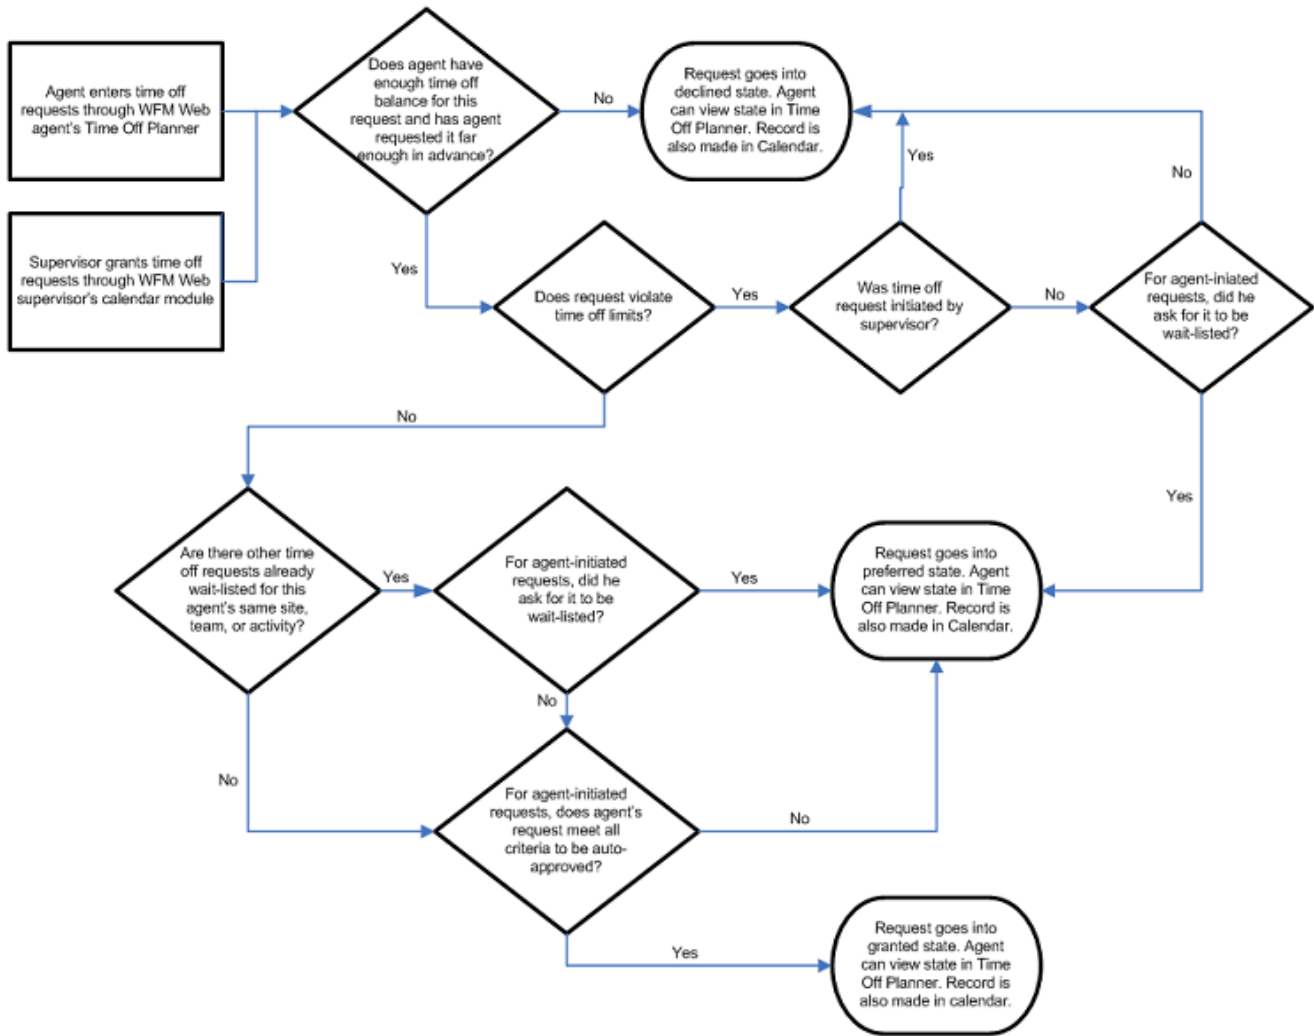 Agent enters time off
requests through WFM Web
agent's Time Off Planner
Does agent have
enough time off
balance for this
request and has agent
requested it far
enough in advance?
No
Request goes into
declined state. Agent
can view state in Time
Off Planner. Record is
also made in Calendar.
Yes
No
Supervisor grants time off
requests through WFM Web
supervisor's calendar module
Yes
Does request violate
time off limits?
Yes
Was time off
request initiated by
supervisor?
No
For agent-iniated
requests, did he
ask for it to be
wait-listed?
No
Yes
Are there other time
off requests already
wait-listed for this
agent's same site,
team, or activity?
Yes
For agent-initiated
requests, did he
ask for it to be
wait-listed?
Yes
Request goes into
preferred state. Agent
can view state in Time
Off Planner. Record is
also made in Calendar.
No
No
For agent-initiated
requests, does agent's
request meet all
criteria to be auto-
approved?
No
Yes
Request goes into
granted state. Agent
can view state in Time
Off Planner. Record is
also made in calendar.